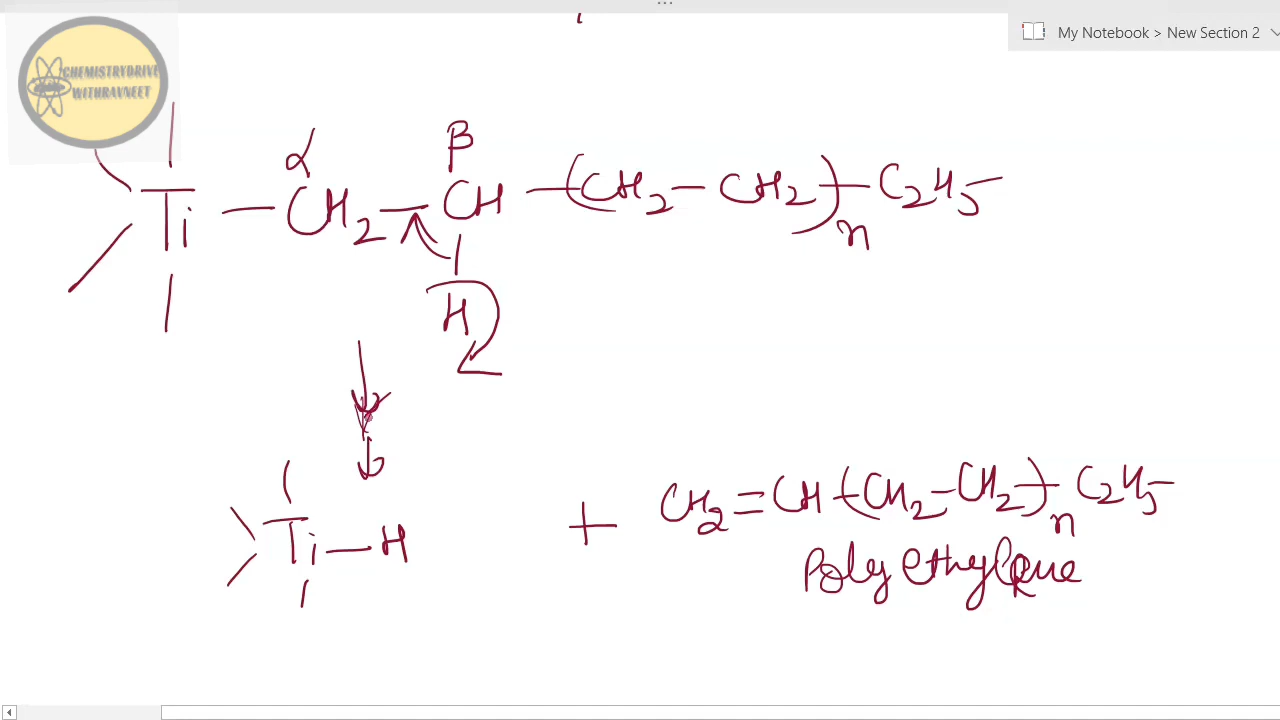 My Notebook > New Section 2
CHEMISTRYDRIVE
WITHRAVNEET
α β
Ti — CH2 — CH — (CH2 — CH2)n — C2H5
H
Ti — H + CH2 = CH — (CH2 — CH2)n — C2H5
Polyethylene